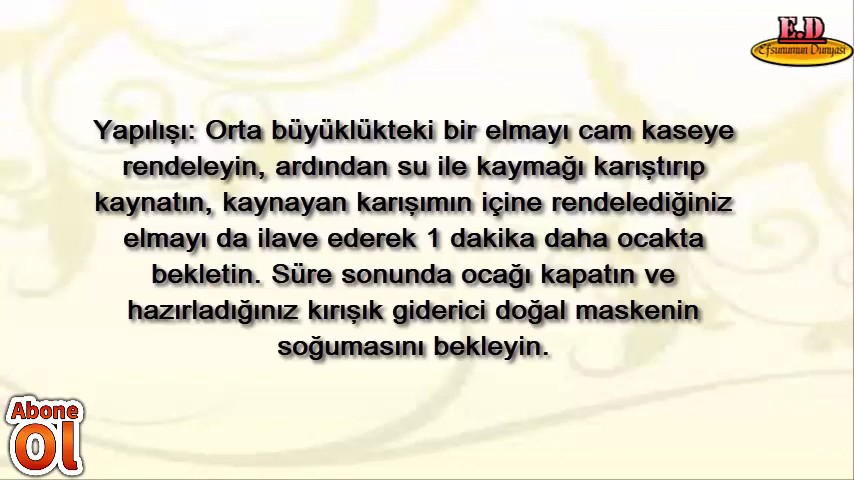 E.D
Efsunumun Dunyasi
Yapılışı: Orta büyüklükteki bir elmayı cam kaseye
rendeleyin, ardından su ile kaymağı karıştırıp
kaynatın, kaynayan karışımın içine rendelediğiniz
elmayı da ilave ederek 1 dakika daha ocakta
bekletin. Süre sonunda ocağı kapatın ve
hazırladığınız kırışık giderici doğal maskenin
soğumasını bekleyin.
Abone
Ol